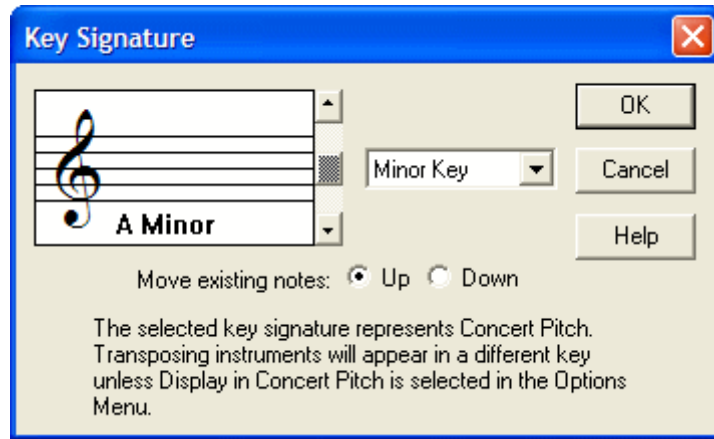 Key Signature
OK
Minor Key
Cancel
A Minor
Help
Move existing notes: Up Down
The selected key signature represents Concert Pitch.
Transposing instruments will appear in a different key
unless Display in Concert Pitch is selected in the Options
Menu.